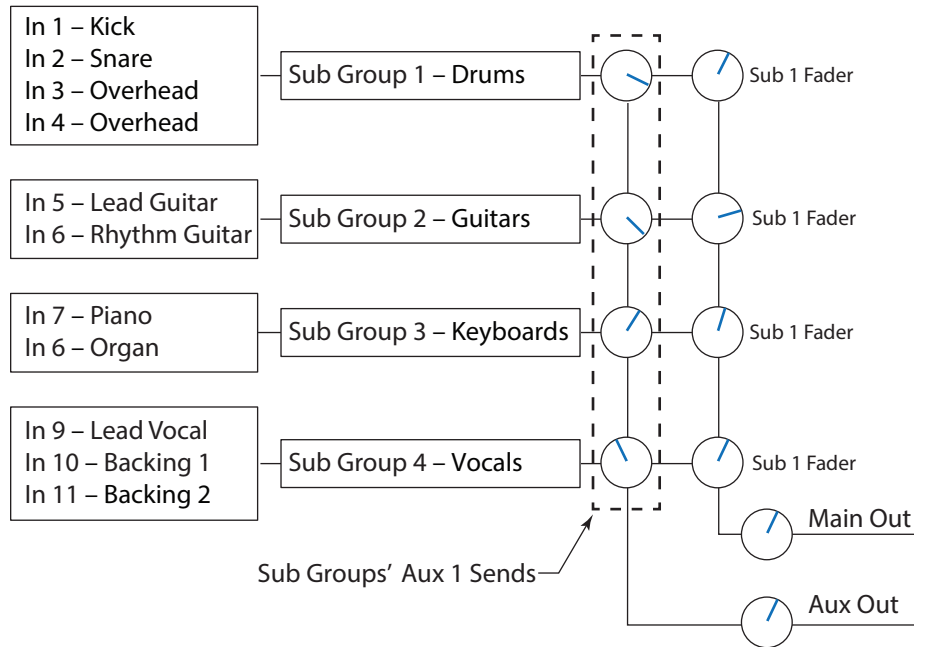 In 1 – Kick
In 2 – Snare
In 3 – Overhead
In 4 – Overhead
Sub Group 1 – Drums
Sub 1 Fader
In 5 – Lead Guitar
In 6 – Rhythm Guitar
Sub Group 2 – Guitars
Sub 1 Fader
In 7 – Piano
In 6 – Organ
Sub Group 3 – Keyboards
Sub 1 Fader
In 9 – Lead Vocal
In 10 – Backing 1
In 11 – Backing 2
Sub Group 4 – Vocals
Sub 1 Fader
Main Out
Sub Groups' Aux 1 Sends
Aux Out